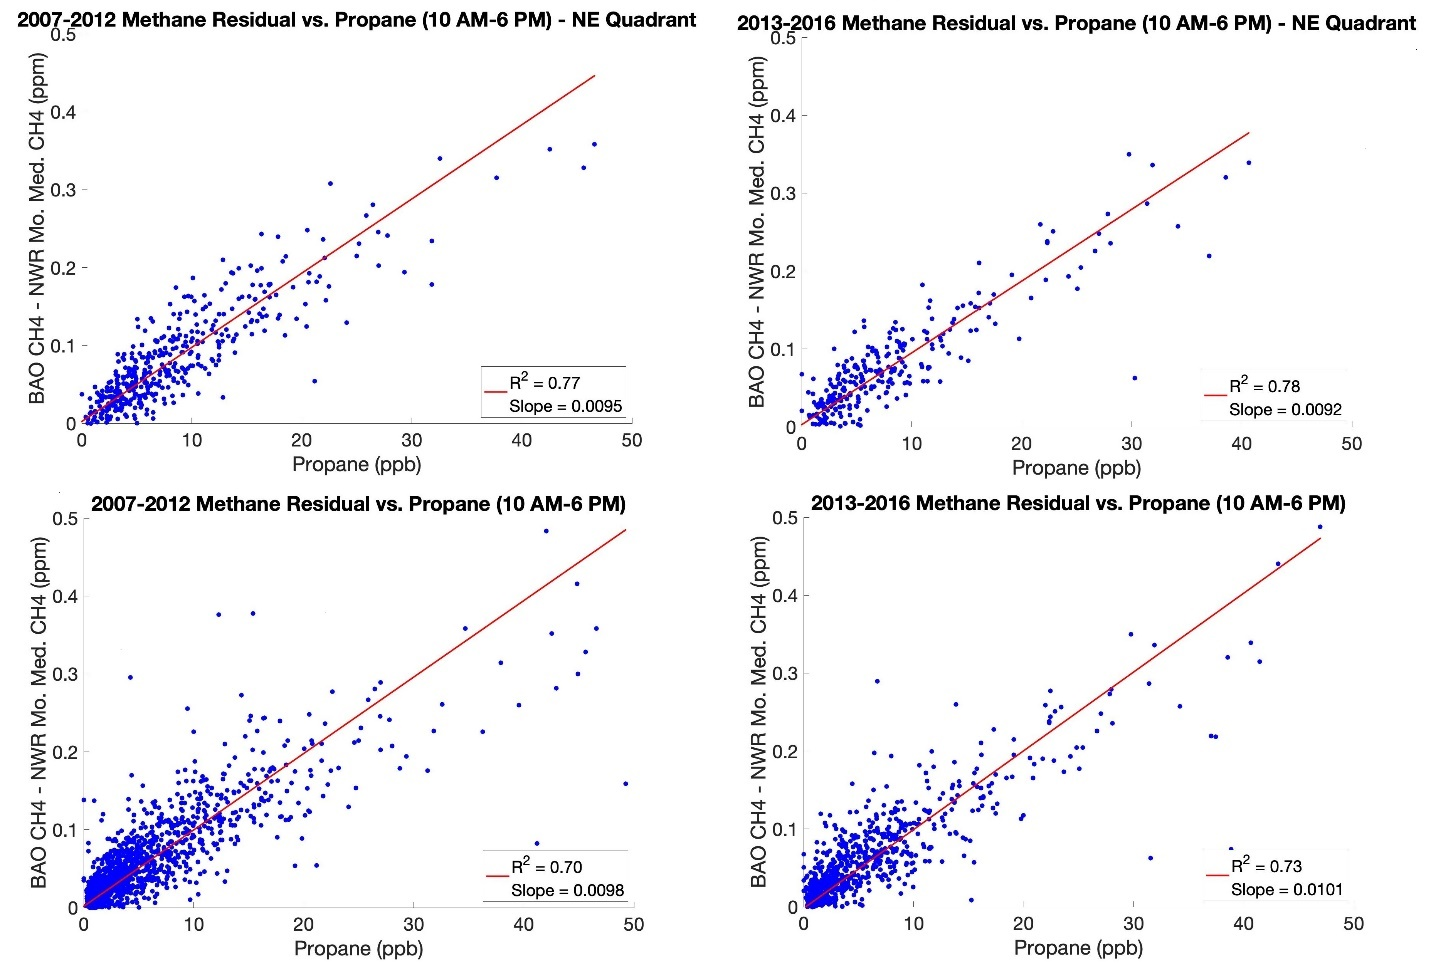 2007-2012 Methane Residual vs. Propane (10 AM-6 PM) - NE Quadrant
BAO CH4 - NWR Mo. Med. CH4 (ppm)
0.5
0.4
0.3
0.2
0.1
0
0 10 20 30 40 50
Propane (ppb)
R² = 0.77
Slope = 0.0095
2013-2016 Methane Residual vs. Propane (10 AM-6 PM) - NE Quadrant
BAO CH4 - NWR Mo. Med. CH4 (ppm)
0.5
0.4
0.3
0.2
0.1
0
0 10 20 30 40 50
Propane (ppb)
R² = 0.78
Slope = 0.0092
2007-2012 Methane Residual vs. Propane (10 AM-6 PM)
BAO CH4 - NWR Mo. Med. CH4 (ppm)
0.5
0.4
0.3
0.2
0.1
0
0 10 20 30 40 50
Propane (ppb)
R² = 0.70
Slope = 0.0098
2013-2016 Methane Residual vs. Propane (10 AM-6 PM)
BAO CH4 - NWR Mo. Med. CH4 (ppm)
0.5
0.4
0.3
0.2
0.1
0
0 10 20 30 40 50
Propane (ppb)
R² = 0.73
Slope = 0.0101